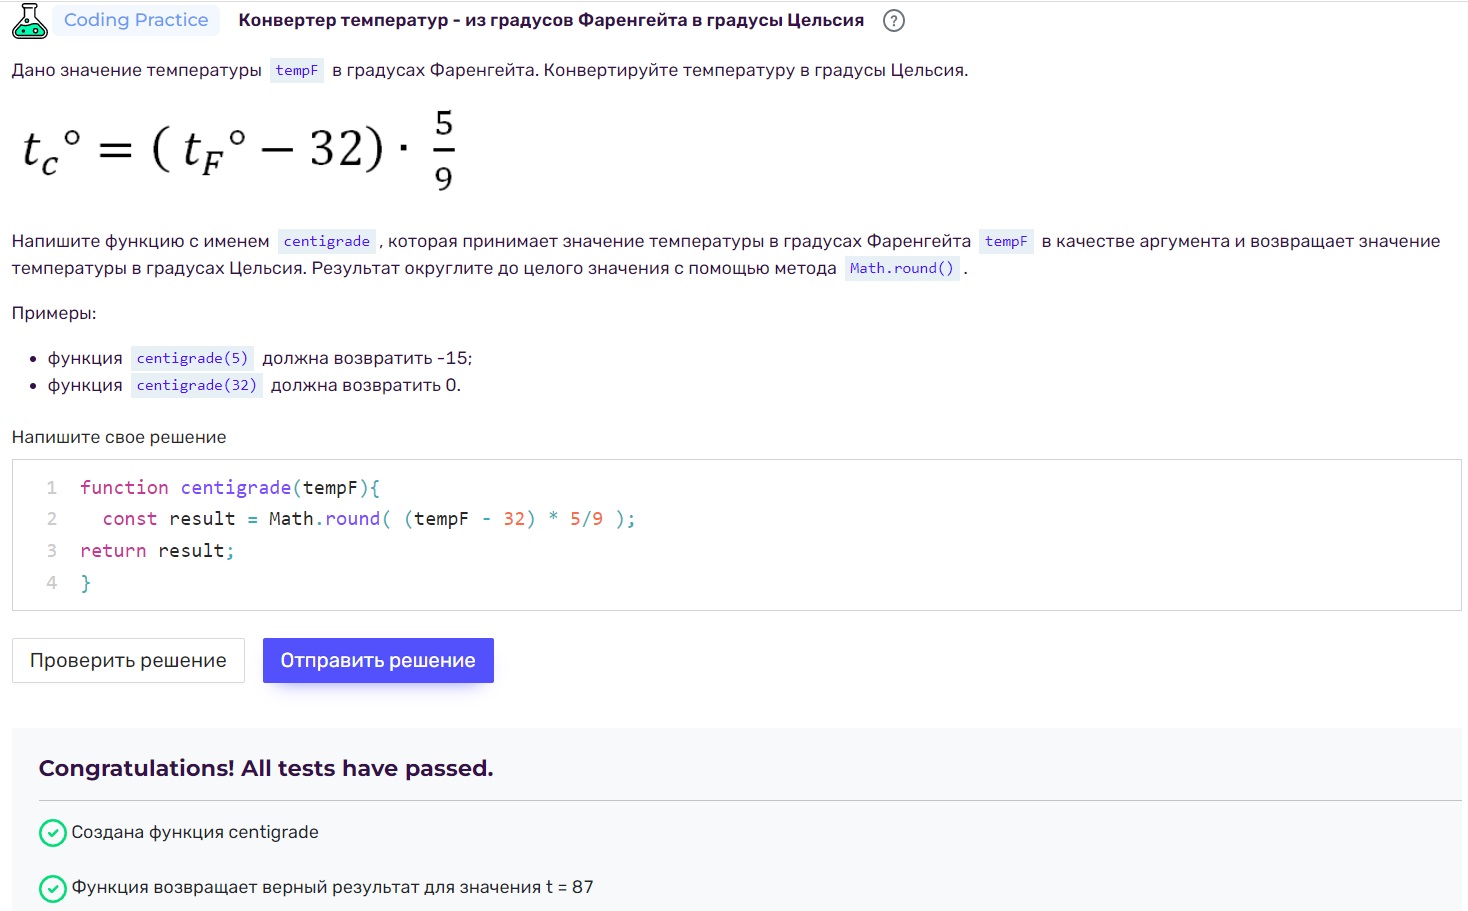 Coding Practice Конвертер температур - из градусов Фаренгейта в градусы Цельсия ?
Дано значение температуры tempF в градусах Фаренгейта. Конвертируйте температуру в градусы Цельсия.
t_c° = ( t_F° − 32) · 5/9
Напишите функцию с именем centigrade , которая принимает значение температуры в градусах Фаренгейта tempF в качестве аргумента и возвращает значение
температуры в градусах Цельсия. Результат округлите до целого значения с помощью метода Math.round() .
Примеры:
• функция centigrade(5) должна возвратить -15;
• функция centigrade(32) должна возвратить 0.
Напишите свое решение
1 function centigrade(tempF){
2   const result = Math.round( (tempF - 32) * 5/9 );
3 return result;
4 }
Проверить решение Отправить решение
Congratulations! All tests have passed.
Создана функция centigrade
Функция возвращает верный результат для значения t = 87